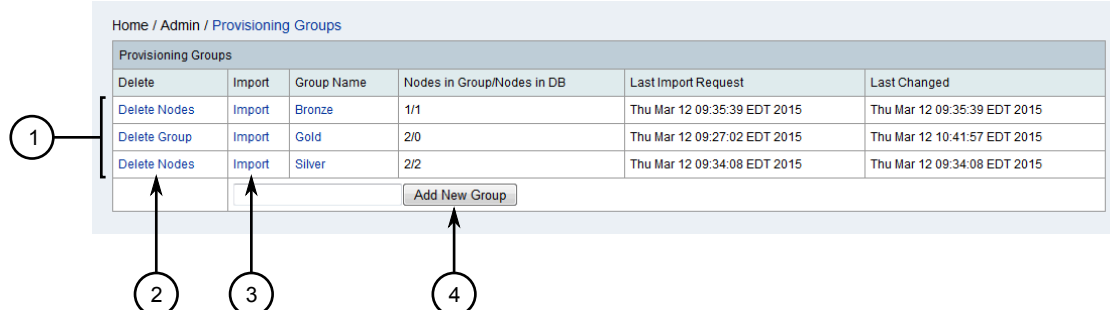 Home / Admin / Provisioning Groups
Provisioning Groups
Delete Import Group Name Nodes in Group/Nodes in DB Last Import Request Last Changed
Delete Nodes Import Bronze 1/1 Thu Mar 12 09:35:39 EDT 2015 Thu Mar 12 09:35:39 EDT 2015
1 Delete Group Import Gold 2/0 Thu Mar 12 09:27:02 EDT 2015 Thu Mar 12 10:41:57 EDT 2015
Delete Nodes Import Silver 2/2 Thu Mar 12 09:34:08 EDT 2015 Thu Mar 12 09:34:08 EDT 2015
Add New Group
2 3 4